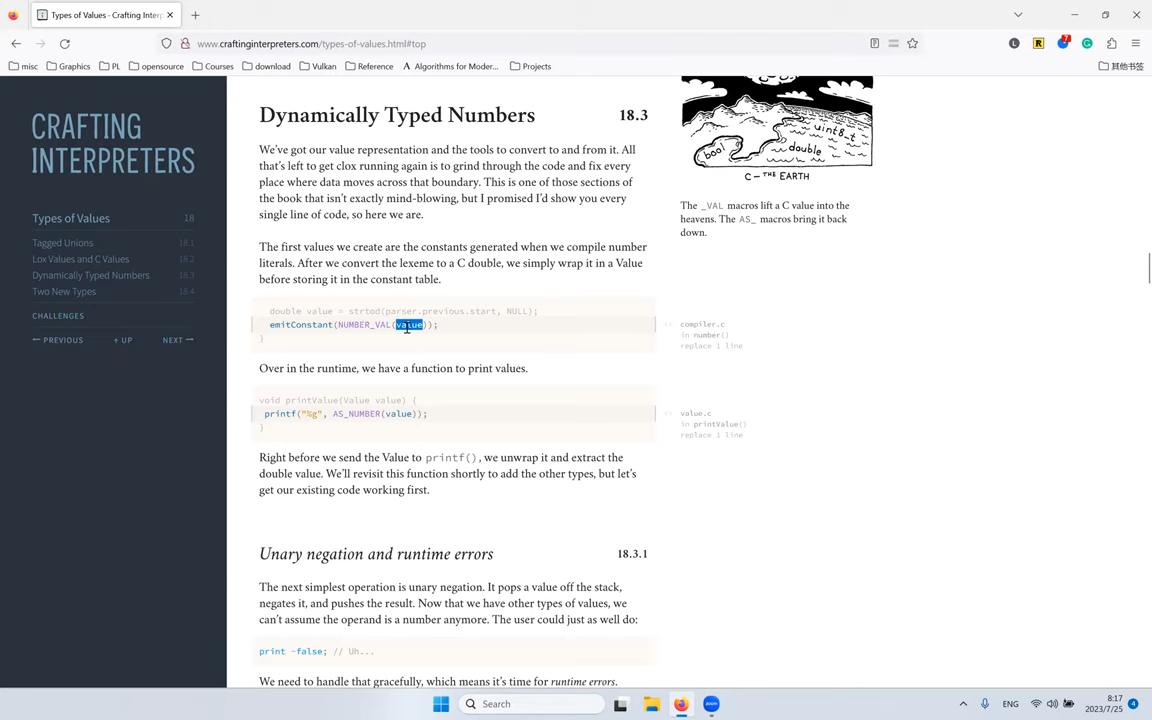 Types of Values · Crafting Interp
www.craftinginterpreters.com/types-of-values.html#top
misc
Graphics
PL
opensource
Courses
download
Vulkan
Reference
Algorithms for Moder...
Projects
其他书签
CRAFTING
INTERPRETERS
Types of Values 18
Tagged Unions 18.1
Lox Values and C Values 18.2
Dynamically Typed Numbers 18.3
Two New Types 18.4
CHALLENGES
← PREVIOUS ↑ UP NEXT →
Dynamically Typed Numbers 18.3
We've got our value representation and the tools to convert to and from it. All
that's left to get clox running again is to grind through the code and fix every
place where data moves across that boundary. This is one of those sections of
the book that isn't exactly mind-blowing, but I promised I'd show you every
single line of code, so here we are.
The first values we create are the constants generated when we compile number
literals. After we convert the lexeme to a C double, we simply wrap it in a Value
before storing it in the constant table.
double value = strtod(parser.previous.start, NULL);
emitConstant(NUMBER_VAL(value));
}
compiler.c
in number()
replace 1 line
Over in the runtime, we have a function to print values.
void printValue(Value value) {
printf("%g", AS_NUMBER(value));
}
value.c
in printValue()
replace 1 line
Right before we send the Value to printf(), we unwrap it and extract the
double value. We'll revisit this function shortly to add the other types, but let's
get our existing code working first.
Unary negation and runtime errors 18.3.1
The next simplest operation is unary negation. It pops a value off the stack,
negates it, and pushes the result. Now that we have other types of values, we
can't assume the operand is a number anymore. The user could just as well do:
print -false; // Uh...
We need to handle that gracefully, which means it's time for runtime errors.
bool
uint8_t
double
C — THE EARTH
The _VAL macros lift a C value into the
heavens. The AS_ macros bring it back
down.
7
Search
ENG
8:17
2023/7/25
4
zoom